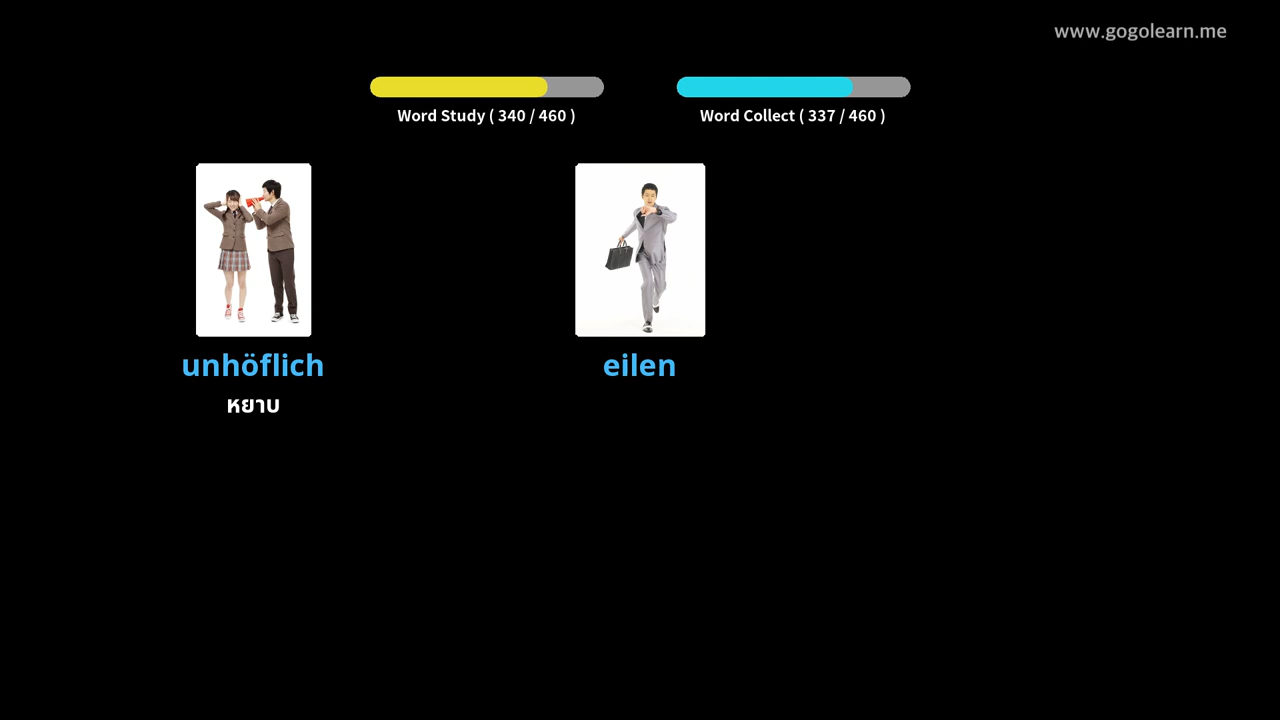 www.gogolearn.me
Word Study ( 340 / 460 )
Word Collect ( 337 / 460 )
unhöflich
หยาบ
eilen